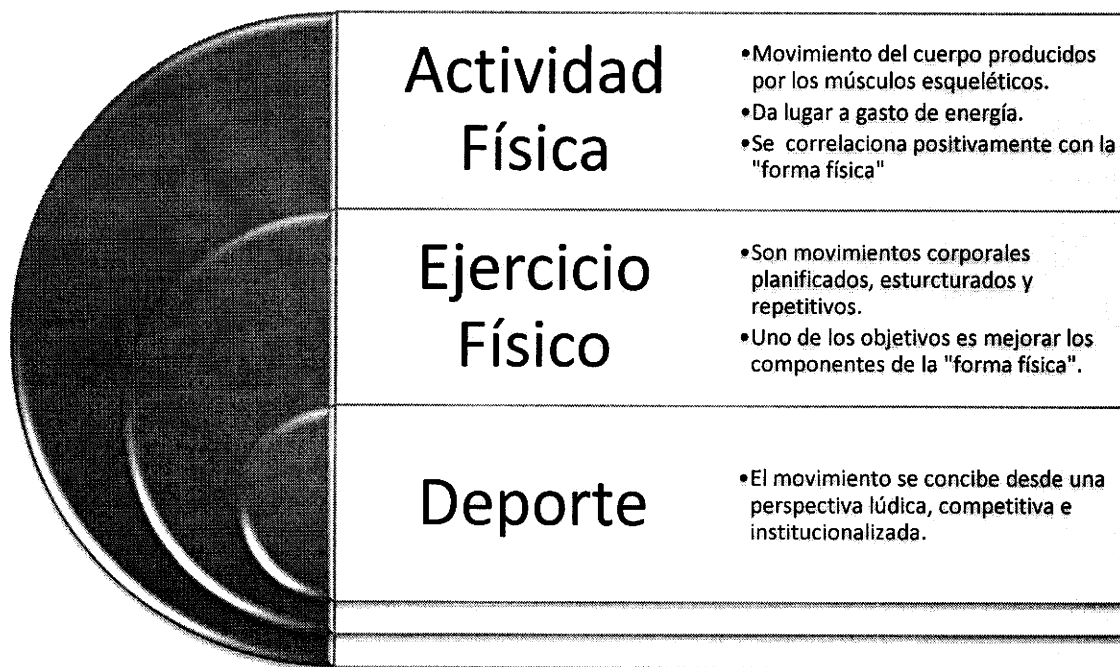 Actividad
Física
•Movimiento del cuerpo producidos
por los músculos esqueléticos.
•Da lugar a gasto de energía.
•Se correlaciona positivamente con la
"forma física"
Ejercicio
Físico
•Son movimientos corporales
planificados, esturcturados y
repetitivos.
•Uno de los objetivos es mejorar los
componentes de la "forma física".
Deporte
•El movimiento se concibe desde una
perspectiva lúdica, competitiva e
institucionalizada.